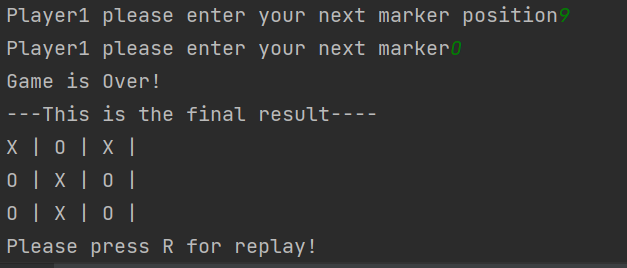 Player1 please enter your next marker position9
Player1 please enter your next markerO
Game is Over!
---This is the final result----
X | O | X |
O | X | O |
O | X | O |
Please press R for replay!